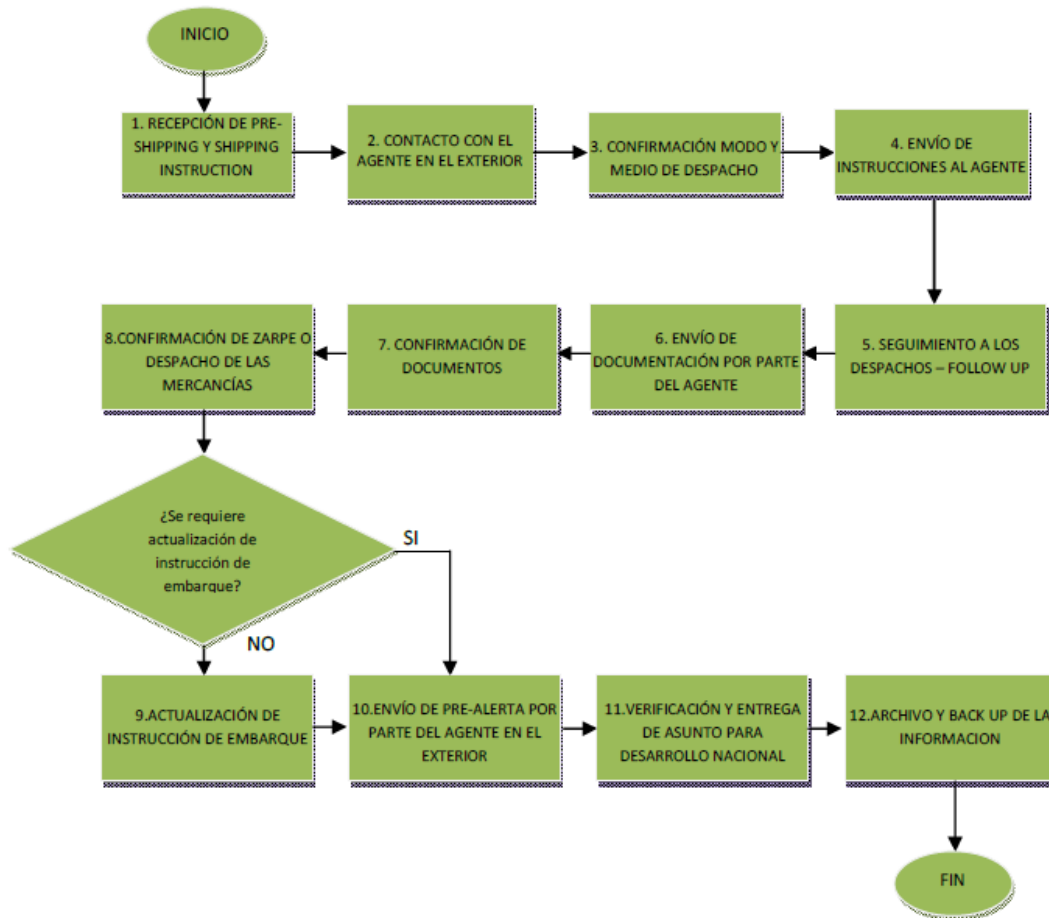 INICIO
1. RECEPCIÓN DE PRE-
SHIPPING Y SHIPPING
INSTRUCTION
2. CONTACTO CON EL
AGENTE EN EL EXTERIOR
3. CONFIRMACIÓN MODO Y
MEDIO DE DESPACHO
4. ENVÍO DE
INSTRUCCIONES AL AGENTE
5. SEGUIMIENTO A LOS
DESPACHOS – FOLLOW UP
6. ENVÍO DE
DOCUMENTACIÓN POR PARTE
DEL AGENTE
7. CONFIRMACIÓN DE
DOCUMENTOS
8.CONFIRMACIÓN DE ZARPE O
DESPACHO DE LAS
MERCANCÍAS
¿Se requiere
actualización de
instrucción de
embarque?
SI
NO
9.ACTUALIZACIÓN DE
INSTRUCCIÓN DE EMBARQUE
10.ENVÍO DE PRE-ALERTA POR
PARTE DEL AGENTE EN EL
EXTERIOR
11.VERIFICACIÓN Y ENTREGA
DE ASUNTO PARA
DESARROLLO NACIONAL
12.ARCHIVO Y BACK UP DE LA
INFORMACION
FIN